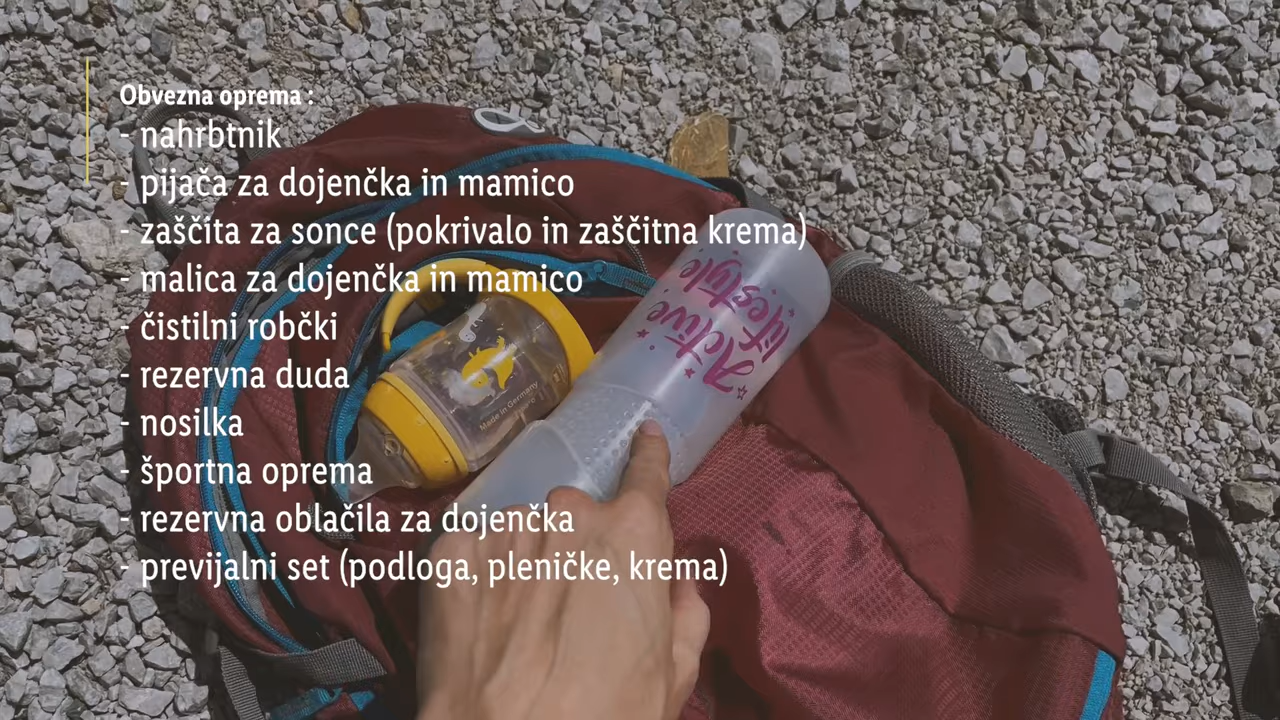 Obvezna oprema :
- nahrbtnik
- pijača za dojenčka in mamico
- zaščita za sonce (pokrivalo in zaščitna krema)
- malica za dojenčka in mamico
- čistilni robčki
- rezervna duda
- nosilka
- športna oprema
- rezervna oblačila za dojenčka
- previjalni set (podloga, pleničke, krema)
Active
lifestyle
Made in Germany